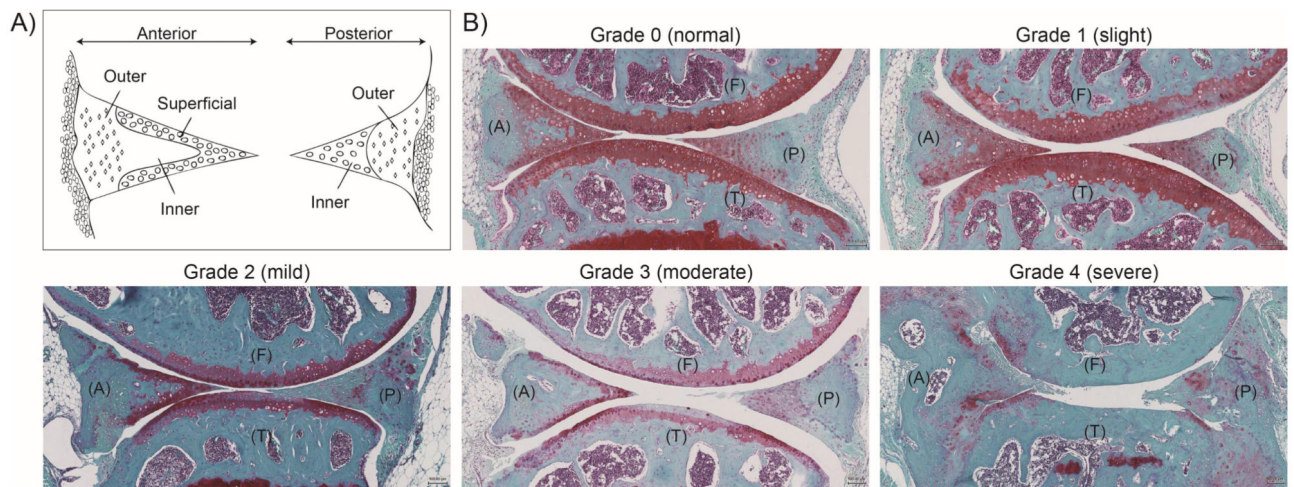 A)
Anterior
Posterior
Outer
Superficial
Outer
Inner
Inner
B)
Grade 0 (normal)
(F)
(A)
(P)
(T)
Grade 1 (slight)
(F)
(A)
(P)
(T)
Grade 2 (mild)
(F)
(A)
(P)
(T)
Grade 3 (moderate)
(F)
(A)
(P)
(T)
Grade 4 (severe)
(F)
(A)
(P)
(T)